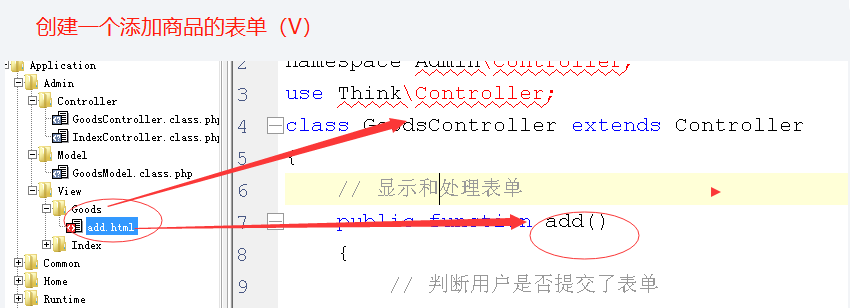 创建一个添加商品的表单（V）
Application
Admin
Controller
GoodsController.class.php
IndexController.class.php
Model
GoodsModel.class.php
View
Goods
add.html
Index
Common
Home
Runtime
2 namespace Admin\Controller;
3 use Think\Controller;
4 class GoodsController extends Controller
5 {
6 // 显示和处理表单
7 public function add()
8 {
9 // 判断用户是否提交了表单